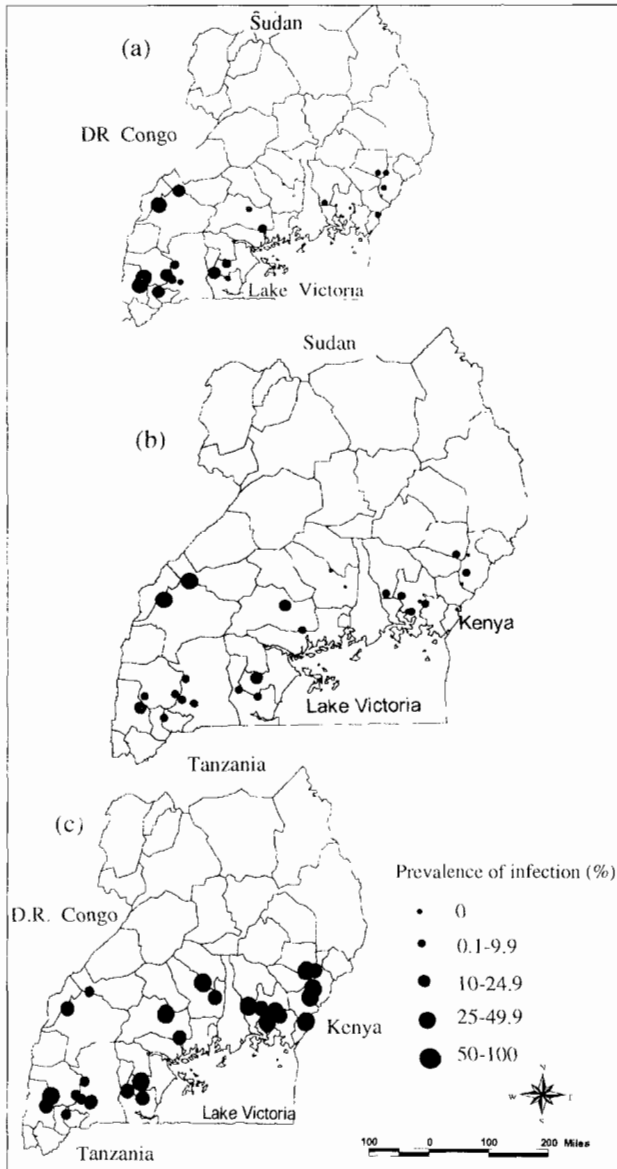 Sudan
(a)
DR Congo
Lake Victoria
Sudan
(b)
Kenya
Lake Victoria
Tanzania
(c)
D.R. Congo
Kenya
Lake Victoria
Tanzania
Prevalence of infection (%)
0
0.1-9.9
10-24.9
25-49.9
50-100
N
W
S
100 0 100 200 Miles